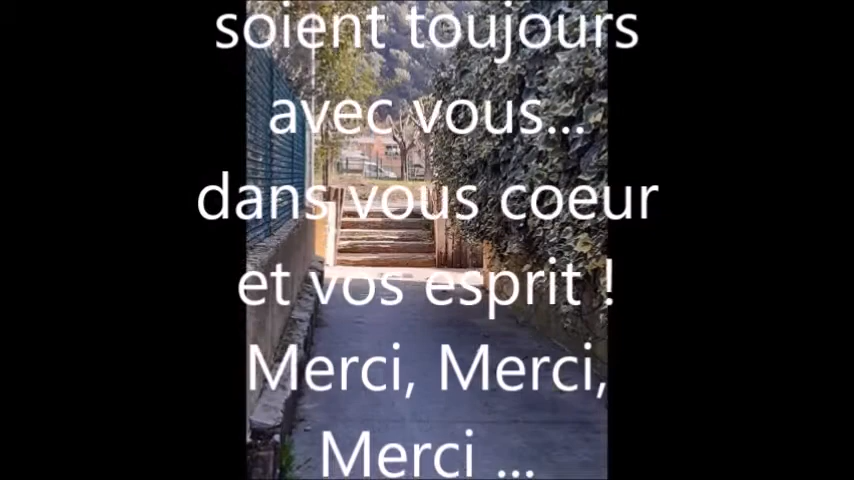 soient toujours
avec vous...
dans vous coeur
et vos esprit !
Merci, Merci,
Merci ...